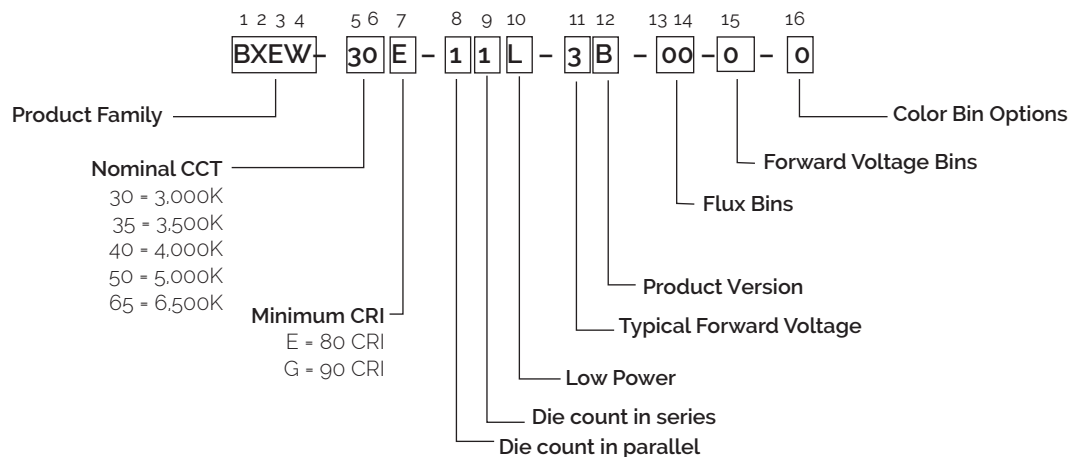 1 2 3 4 5 6 7 8 9 10 11 12 13 14 15 16
BXEW– 30 E – 1 1 L – 3 B – 00 – 0 – 0
Product Family
Color Bin Options
Nominal CCT
30 = 3,000K
35 = 3,500K
40 = 4,000K
50 = 5,000K
65 = 6,500K
Forward Voltage Bins
Flux Bins
Product Version
Minimum CRI
E = 80 CRI
G = 90 CRI
Typical Forward Voltage
Low Power
Die count in series
Die count in parallel